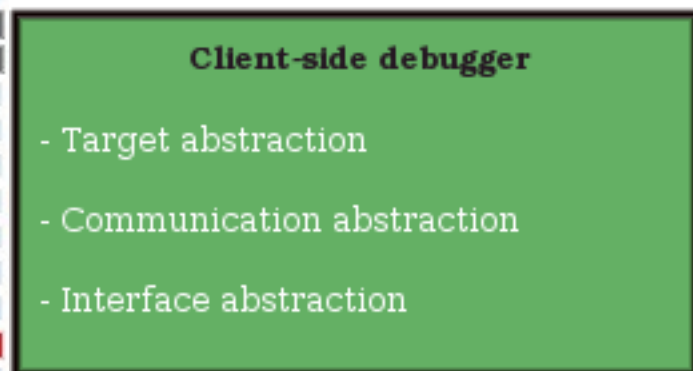 Client-side debugger
- Target abstraction
- Communication abstraction
- Interface abstraction